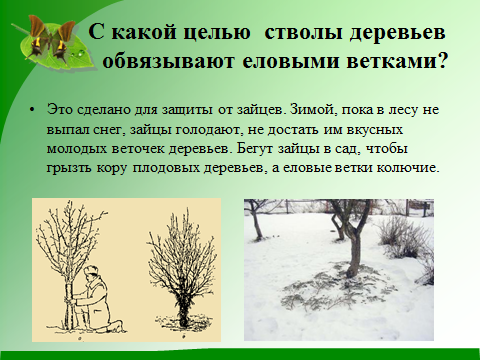 С какой целью стволы деревьев
обвязывают еловыми ветками?
• Это сделано для защиты от зайцев. Зимой, пока в лесу не
выпал снег, зайцы голодают, не достать им вкусных
молодых веточек деревьев. Бегут зайцы в сад, чтобы
грызть кору плодовых деревьев, а еловые ветки колючие.